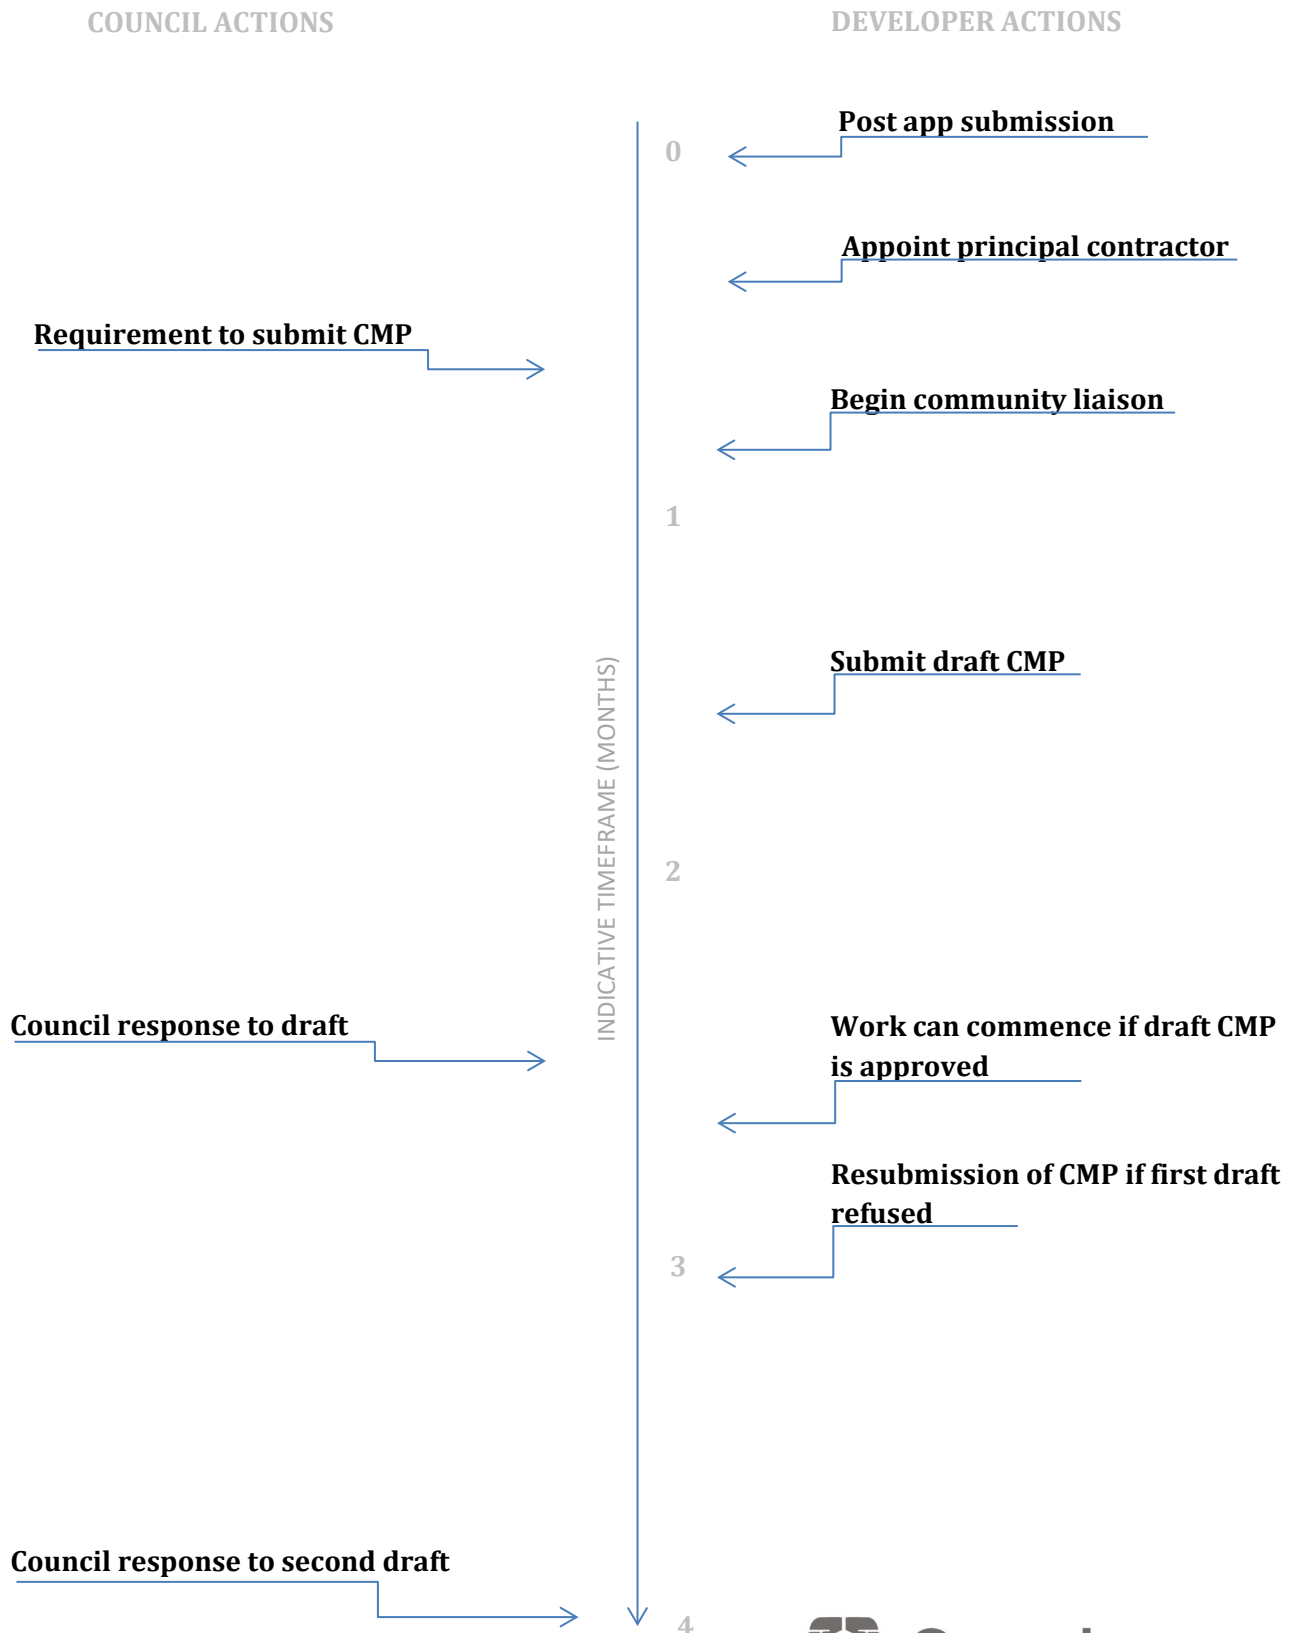 COUNCIL ACTIONS
DEVELOPER ACTIONS
Post app submission
0
Appoint principal contractor
Requirement to submit CMP
Begin community liaison
1
Submit draft CMP
INDICATIVE TIMEFRAME (MONTHS)
2
Council response to draft
Work can commence if draft CMP
is approved
Resubmission of CMP if first draft
refused
3
Council response to second draft
4